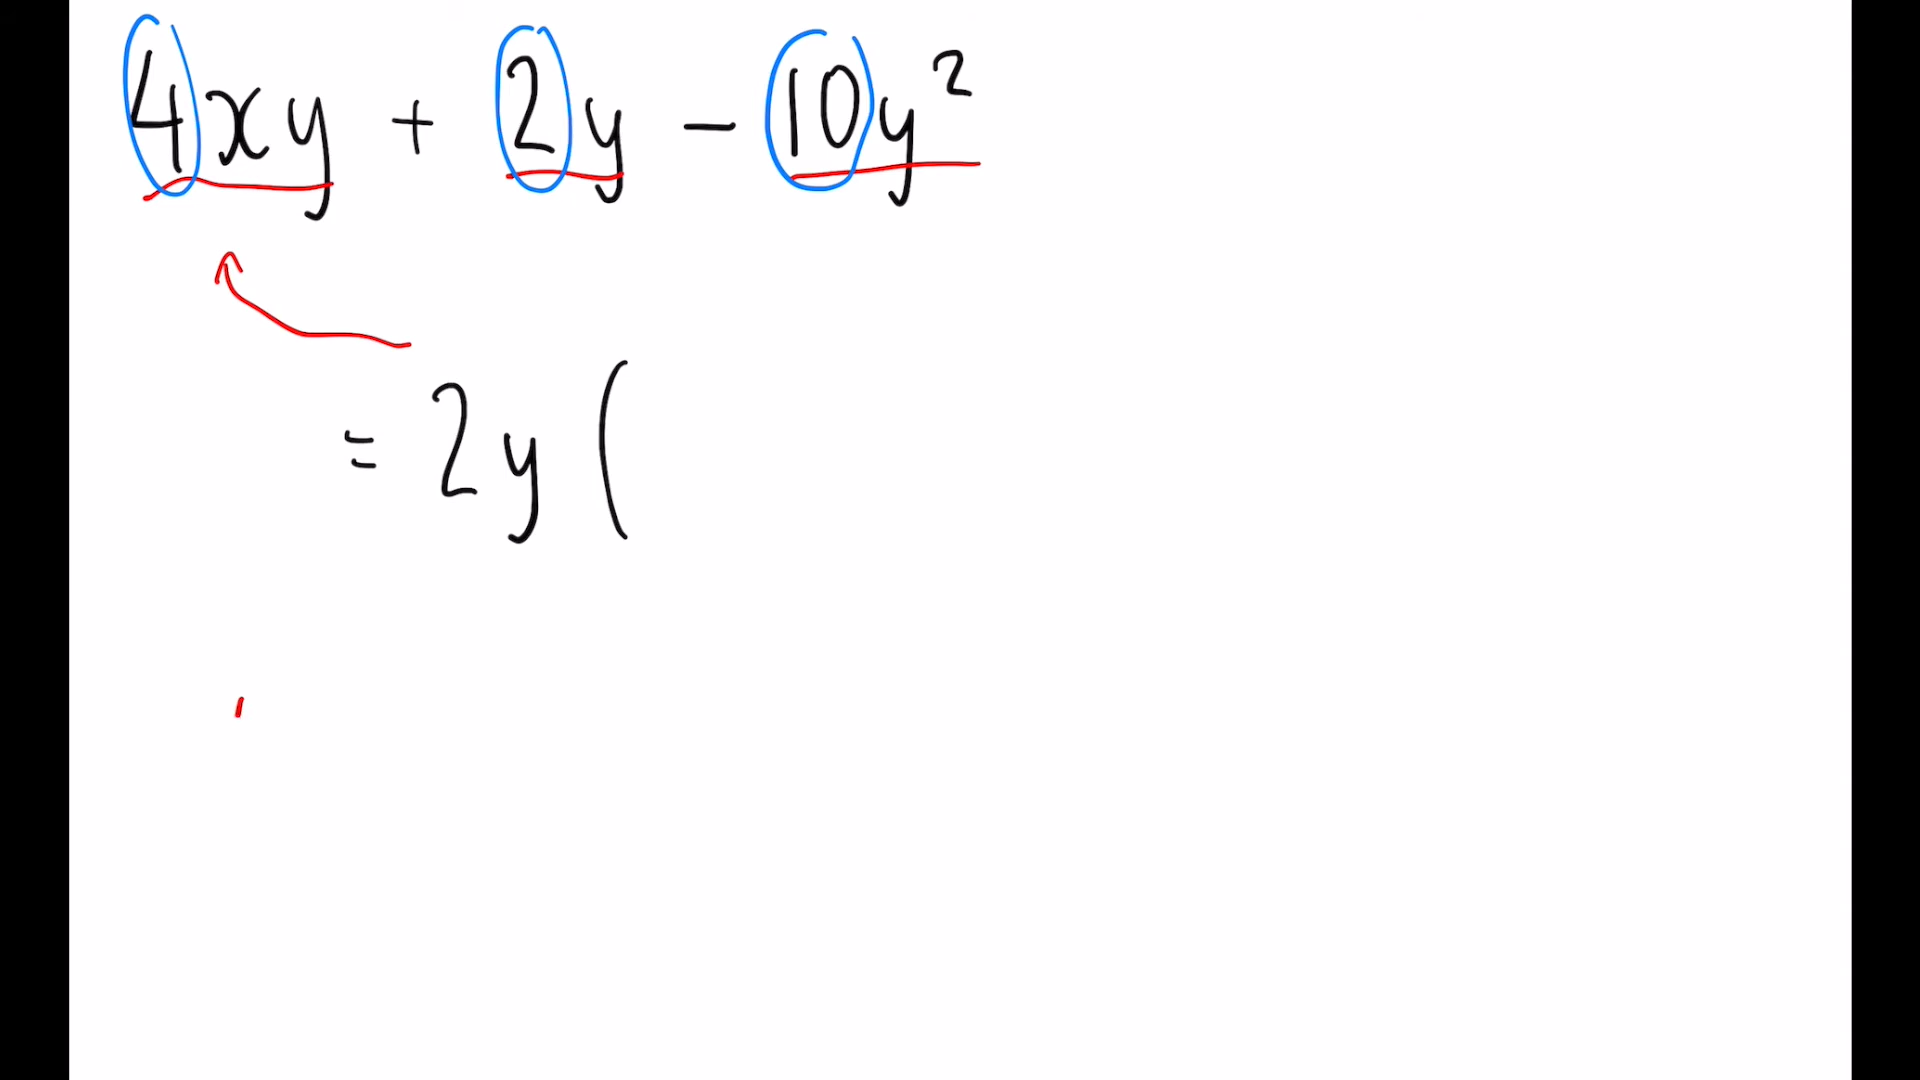 4xy + 2y - 10y²
= 2y (